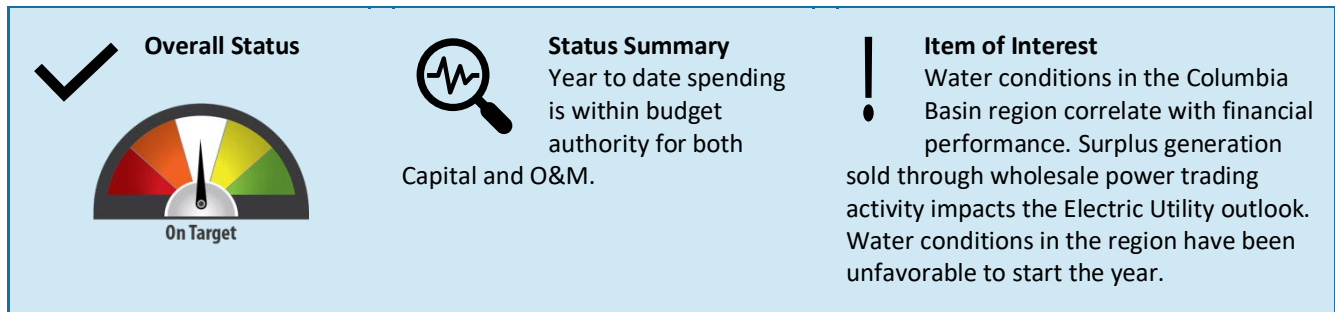 Overall Status
On Target
Status Summary
Year to date spending
is within budget
authority for both
Capital and O&M.
Item of Interest
Water conditions in the Columbia
Basin region correlate with financial
performance. Surplus generation
sold through wholesale power trading
activity impacts the Electric Utility outlook.
Water conditions in the region have been
unfavorable to start the year.